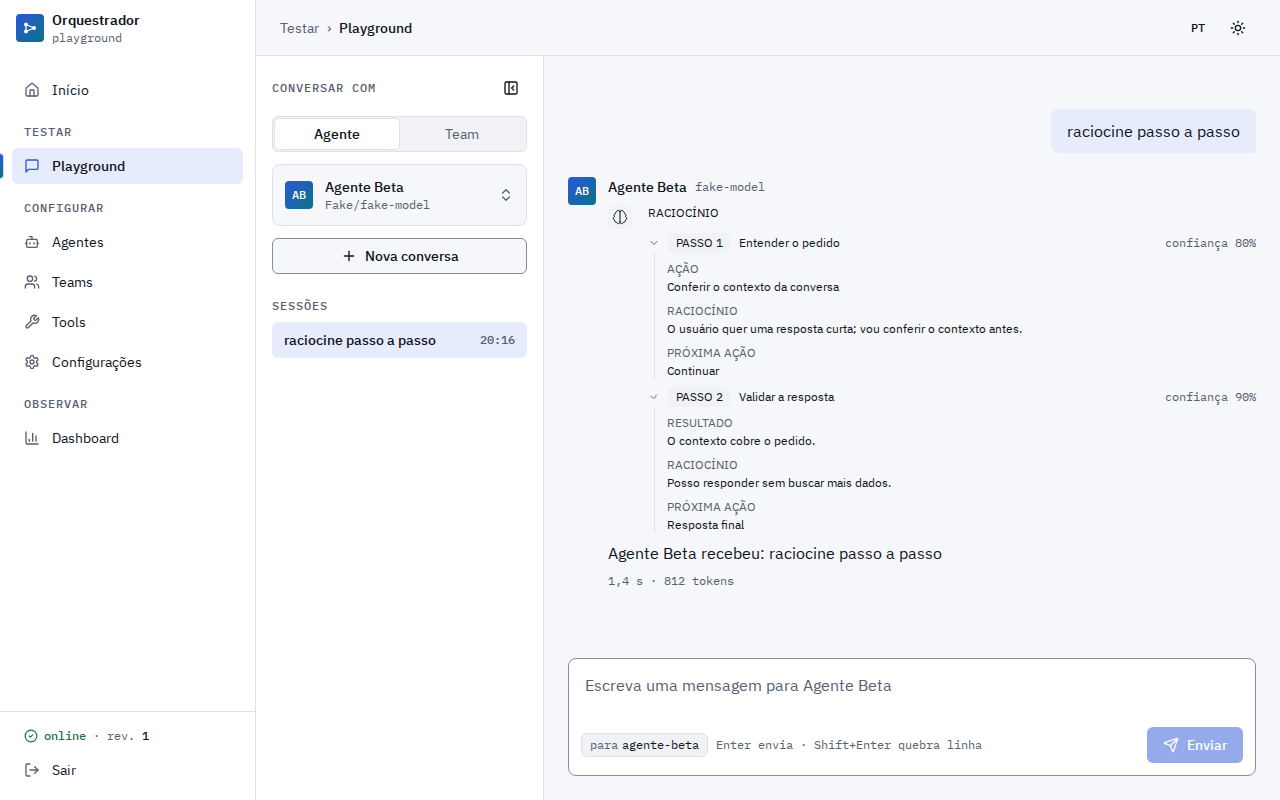 Orquestrador
playground
Início
TESTAR
Playground
CONFIGURAR
Agentes
Teams
Tools
Configurações
OBSERVAR
Dashboard
online · rev. 1
Sair
Testar › Playground
PT
CONVERSAR COM
Agente
Team
AB
Agente Beta
Fake/fake-model
Nova conversa
SESSÕES
raciocine passo a passo 20:16
raciocine passo a passo
AB
Agente Beta fake-model
RACIOCÍNIO
PASSO 1 Entender o pedido confiança 80%
AÇÃO
Conferir o contexto da conversa
RACIOCÍNIO
O usuário quer uma resposta curta; vou conferir o contexto antes.
PRÓXIMA AÇÃO
Continuar
PASSO 2 Validar a resposta confiança 90%
RESULTADO
O contexto cobre o pedido.
RACIOCÍNIO
Posso responder sem buscar mais dados.
PRÓXIMA AÇÃO
Resposta final
Agente Beta recebeu: raciocine passo a passo
1,4 s · 812 tokens
Escreva uma mensagem para Agente Beta
para agente-beta Enter envia · Shift+Enter quebra linha
Enviar